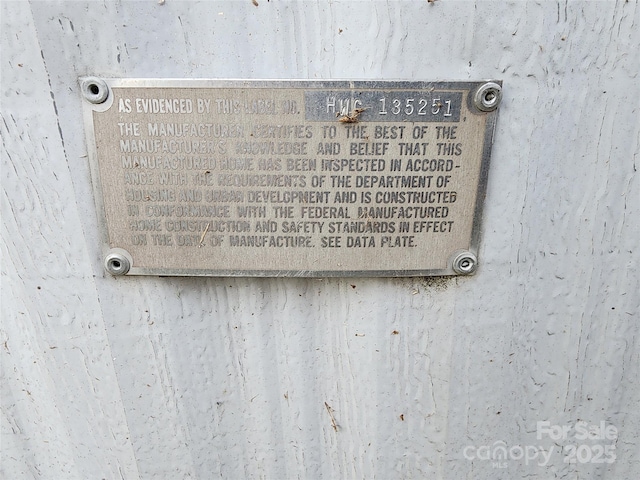 AS EVIDENCED BY THIS LABEL NO. HWC 135251
THE MANUFACTURER CERTIFIES TO THE BEST OF THE
MANUFACTURER'S KNOWLEDGE AND BELIEF THAT THIS
MANUFACTURED HOME HAS BEEN INSPECTED IN ACCORD-
ANCE WITH THE REQUIREMENTS OF THE DEPARTMENT OF
HOUSING AND URBAN DEVELOPMENT AND IS CONSTRUCTED
IN CONFORMANCE WITH THE FEDERAL MANUFACTURED
HOME CONSTRUCTION AND SAFETY STANDARDS IN EFFECT
ON THE DATE OF MANUFACTURE. SEE DATA PLATE.
For Sale
canopy 2025
MLS